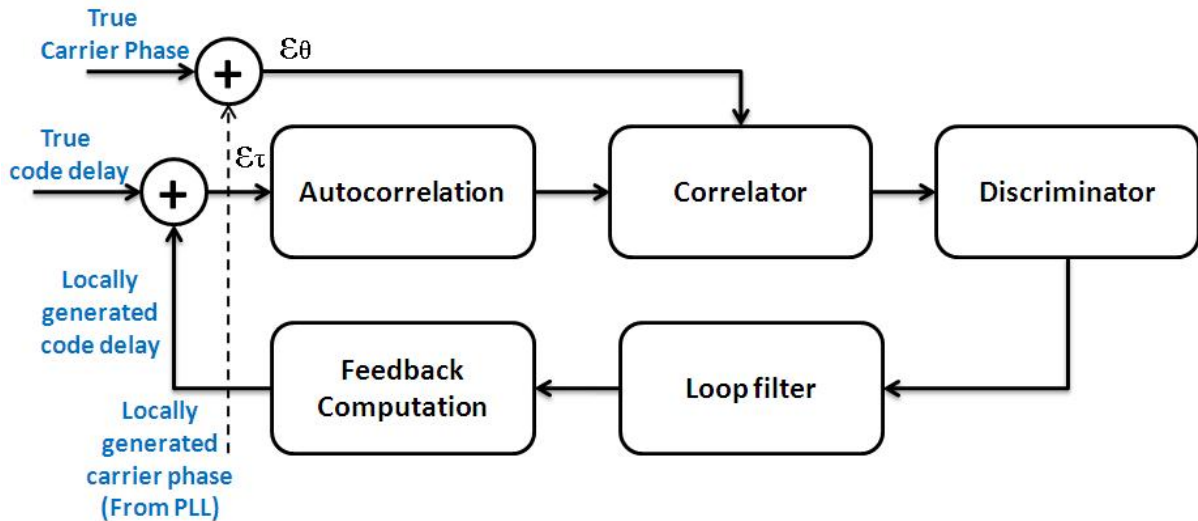 True
Carrier Phase
+
εθ
True
code delay
+
ετ
Autocorrelation
Correlator
Discriminator
Locally
generated
code delay
Feedback
Computation
Loop filter
Locally
generated
carrier phase
(From PLL)